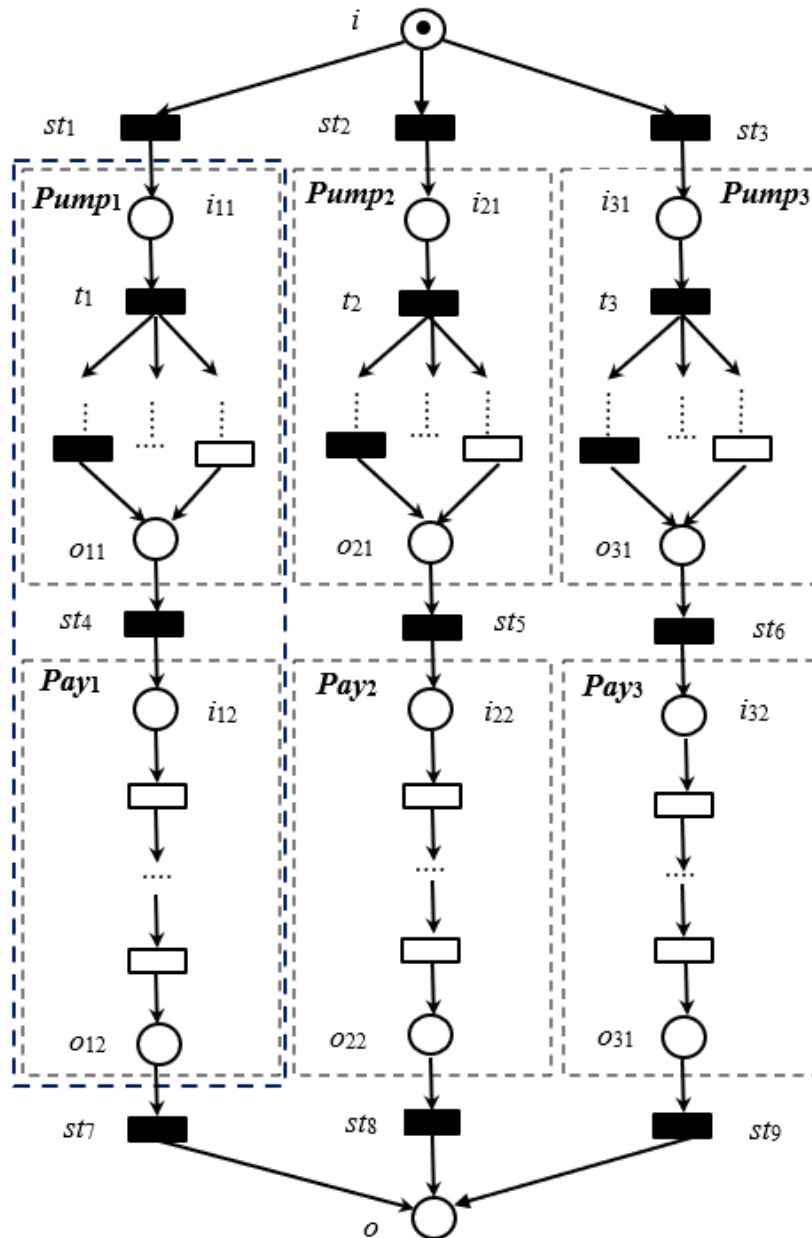 i
st1 st2 st3
Pump1 i11 Pump2 i21 i31 Pump3
t1 t2 t3
o11 o21 o31
st4 st5 st6
Pay1 i12 Pay2 i22 Pay3 i32
o12 o22 o31
st7 st8 st9
o